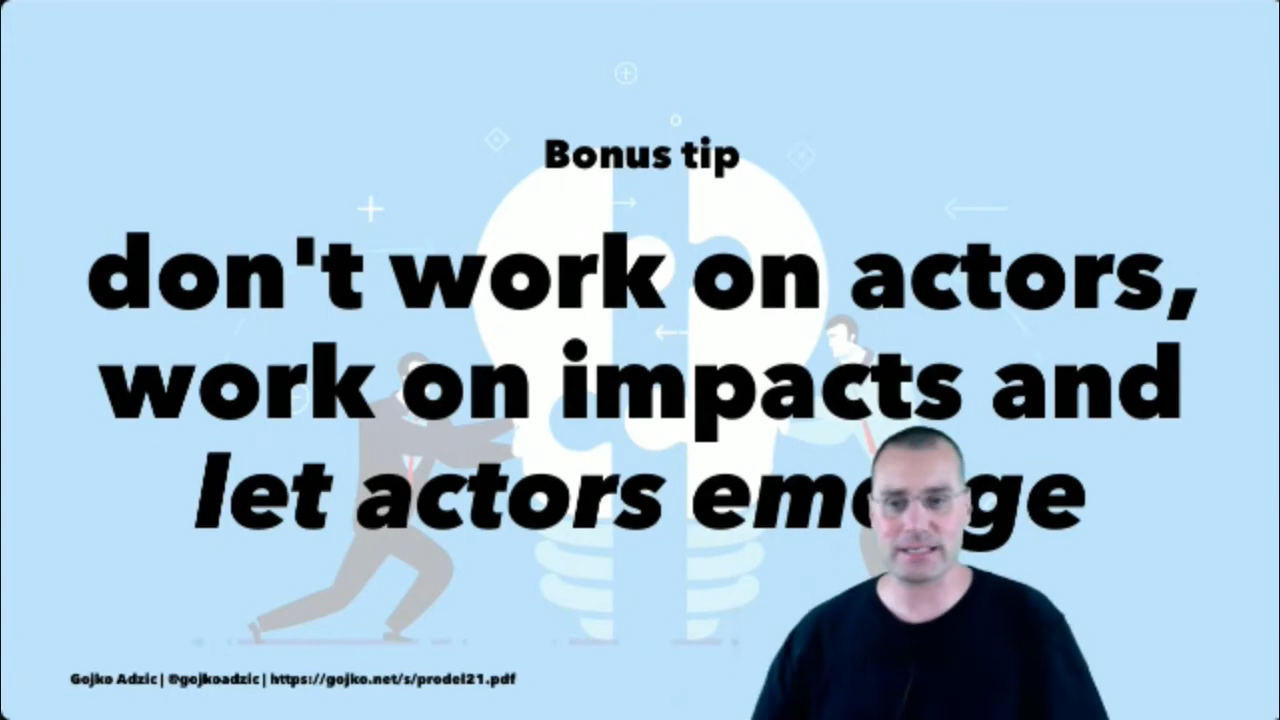 Bonus tip
don't work on actors,
work on impacts and
let actors emerge
Gojko Adzic | @gojkoadzic | https://gojko.net/s/prodel21.pdf